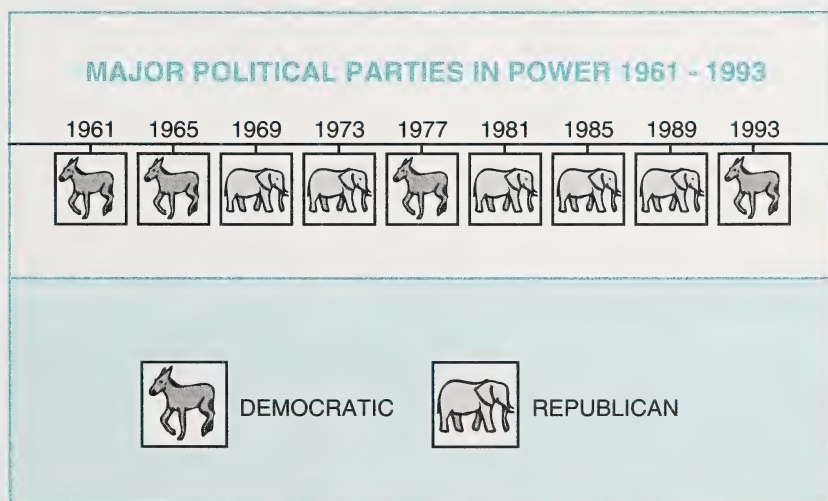 MAJOR POLITICAL PARTIES IN POWER 1961 - 1993
1961 1965 1969 1973 1977 1981 1985 1989 1993
DEMOCRATIC REPUBLICAN